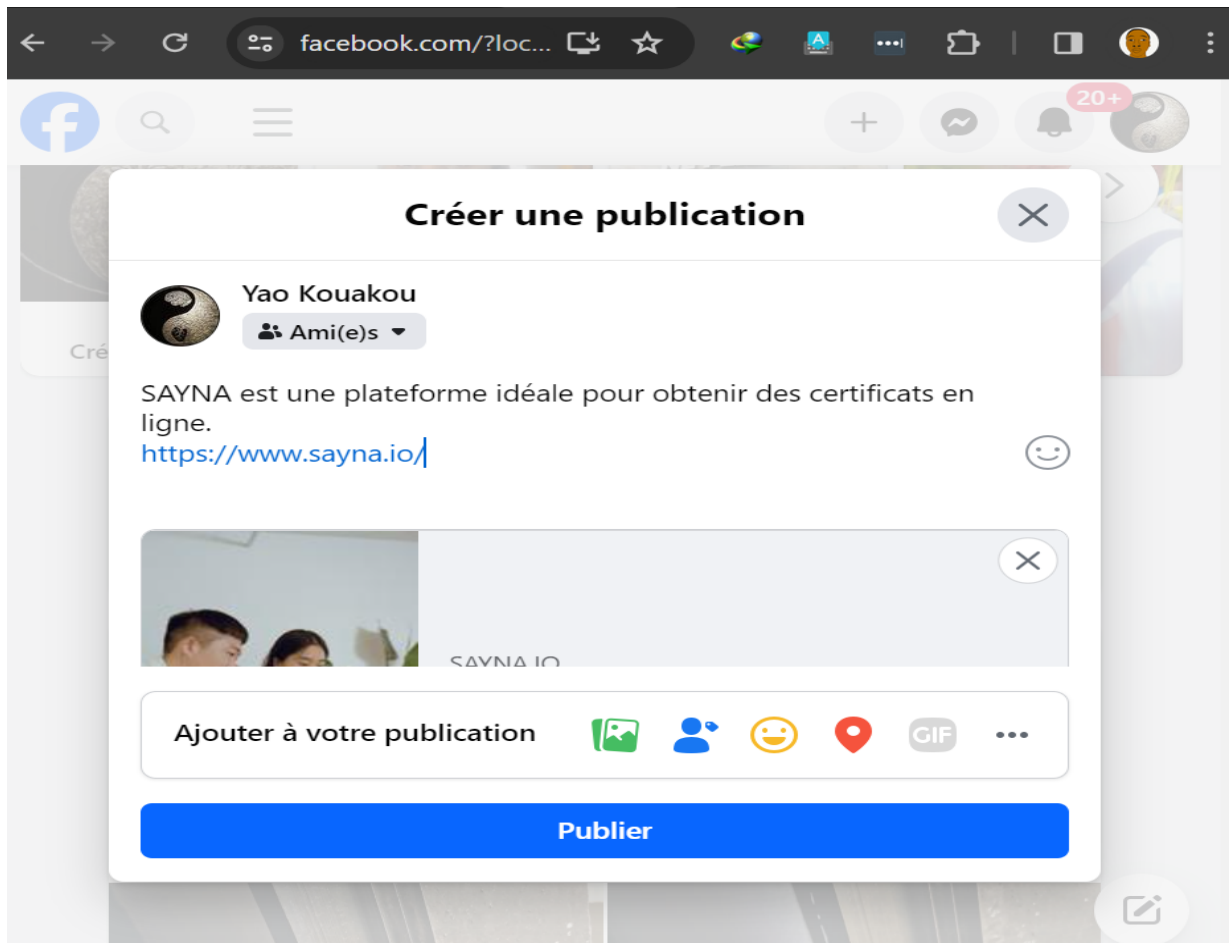 facebook.com/?loc...
20+
Créer une publication
Yao Kouakou
Ami(e)s
Cré
SAYNA est une plateforme idéale pour obtenir des certificats en
ligne.
https://www.sayna.io/
SAYNA.IO
Ajouter à votre publication
GIF
Publier